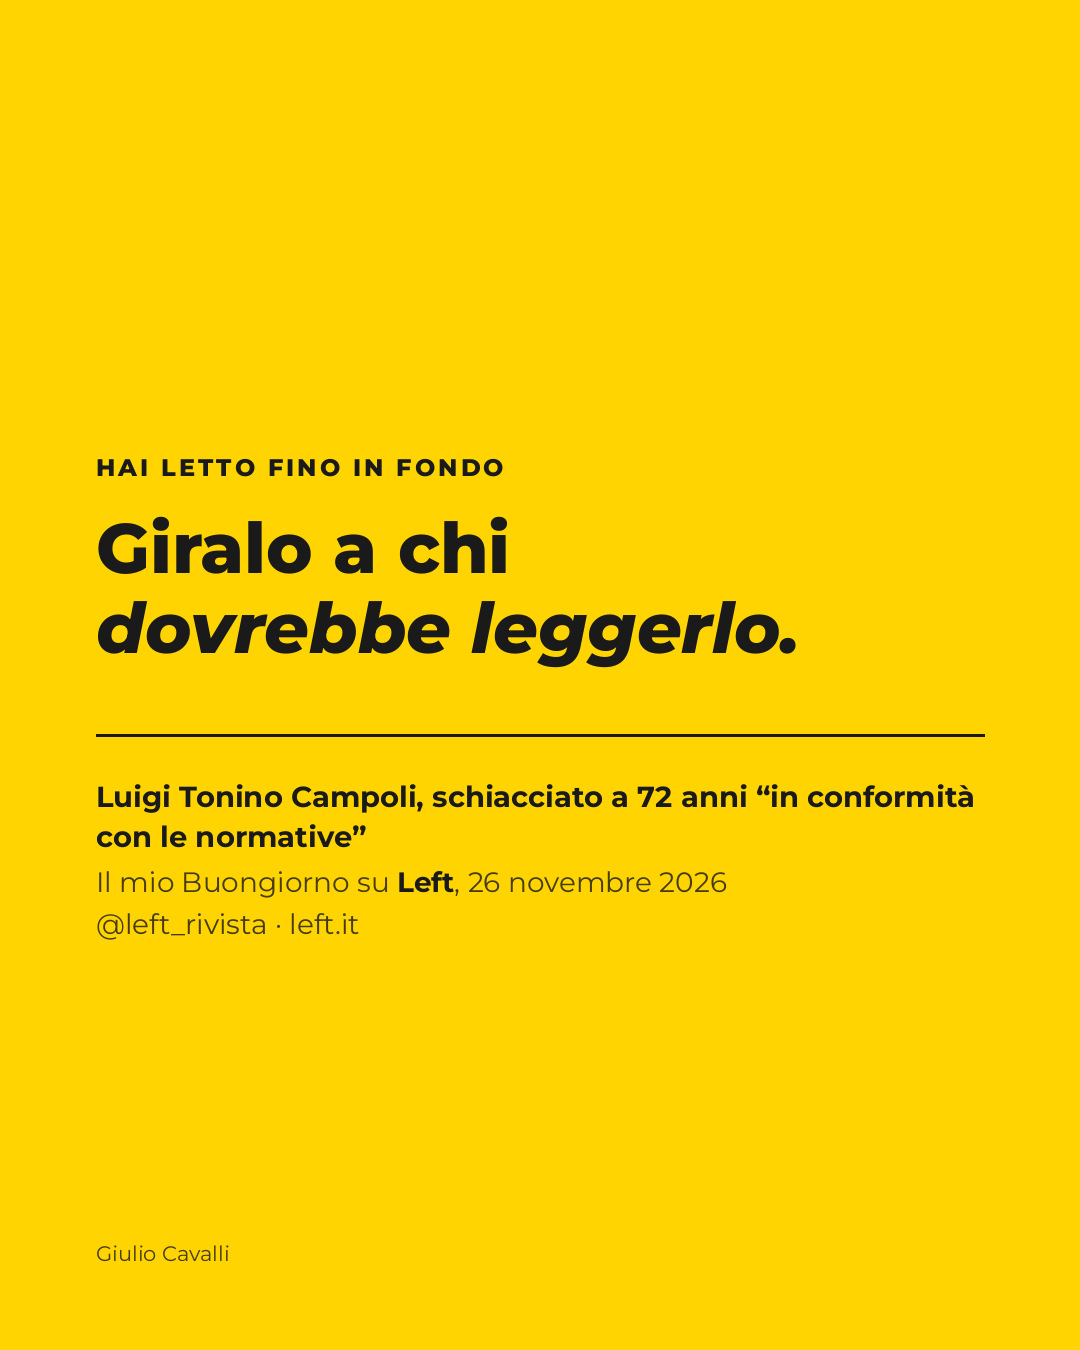 HAI LETTO FINO IN FONDO
Giralo a chi
dovrebbe leggerlo.
Luigi Tonino Campoli, schiacciato a 72 anni “in conformità
con le normative”
Il mio Buongiorno su Left, 26 novembre 2026
@left_rivista · left.it
Giulio Cavalli